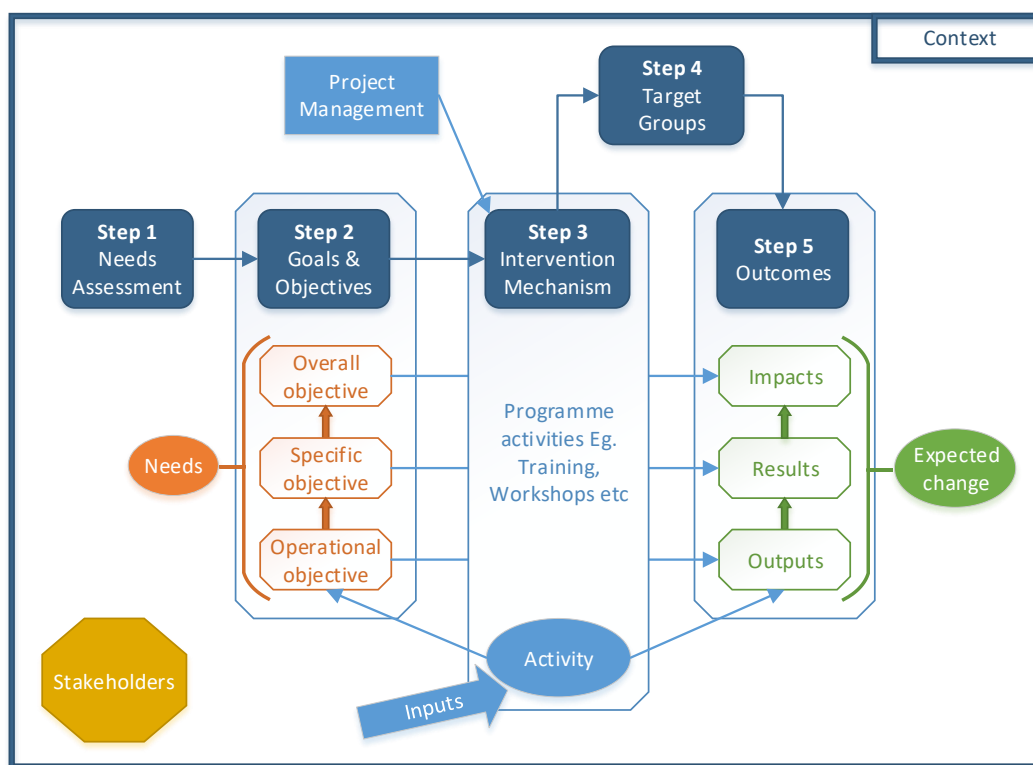 Context
Project
Management
Step 4
Target
Groups
Step 1
Needs
Assessment
Step 2
Goals &
Objectives
Step 3
Intervention
Mechanism
Step 5
Outcomes
Overall
objective
Impacts
Programme
activities Eg.
Training,
Workshops etc
Needs
Specific
objective
Results
Expected
change
Operational
objective
Outputs
Stakeholders
Activity
Inputs